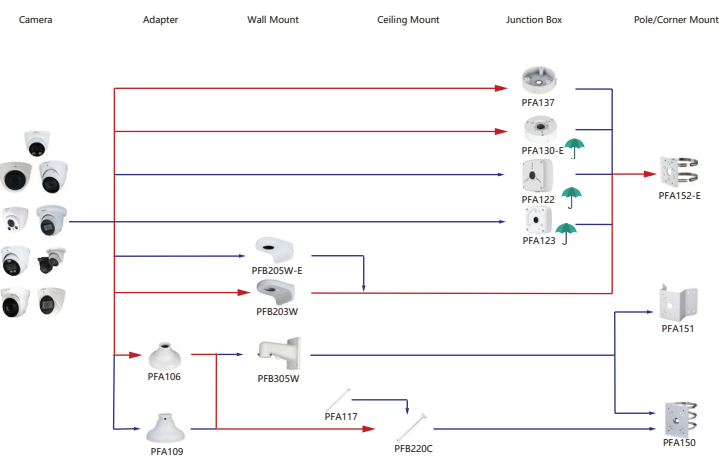 Camera Adapter Wall Mount Ceiling Mount Junction Box Pole/Corner Mount
PFA137
PFA130-E
PFA122
PFA152-E
PFA123
PFB205W-E
PFB203W
PFA151
PFA106
PFB305W
PFA117
PFA109
PFB220C
PFA150